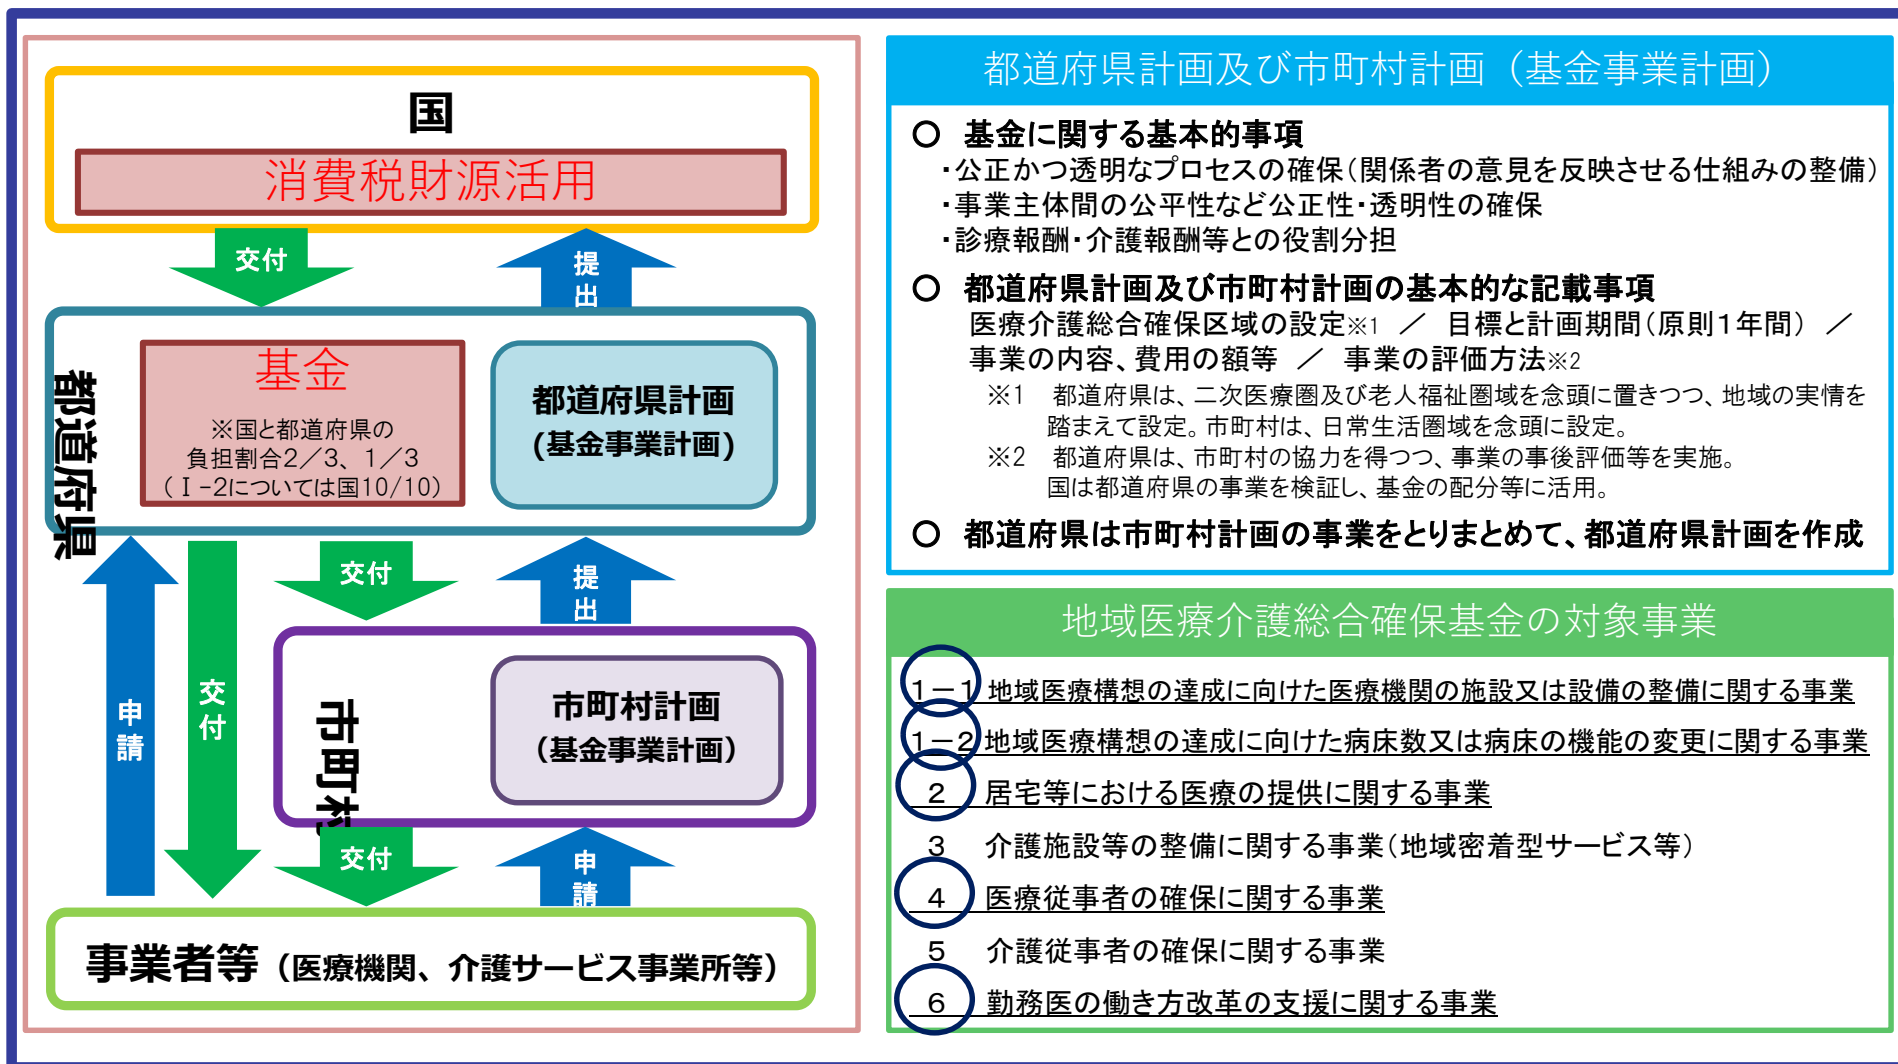 国
消費税財源活用
交付
提出
都道府県
基金
※国と都道府県の
負担割合2／3、1／3
（Ⅰ-2については国10/10）
都道府県計画
(基金事業計画)
申請
交付
交付
提出
市町村
市町村計画
（基金事業計画）
交付
申請
事業者等（医療機関、介護サービス事業所等）
都道府県計画及び市町村計画（基金事業計画）
○ 基金に関する基本的事項
・公正かつ透明なプロセスの確保（関係者の意見を反映させる仕組みの整備）
・事業主体間の公平性など公正性・透明性の確保
・診療報酬・介護報酬等との役割分担
○ 都道府県計画及び市町村計画の基本的な記載事項
医療介護総合確保区域の設定※1 ／ 目標と計画期間（原則1年間） ／
事業の内容、費用の額等 ／ 事業の評価方法※2
※1 都道府県は、二次医療圏及び老人福祉圏域を念頭に置きつつ、地域の実情を
踏まえて設定。市町村は、日常生活圏域を念頭に設定。
※2 都道府県は、市町村の協力を得つつ、事業の事後評価等を実施。
国は都道府県の事業を検証し、基金の配分等に活用。
○ 都道府県は市町村計画の事業をとりまとめて、都道府県計画を作成
地域医療介護総合確保基金の対象事業
1－1 地域医療構想の達成に向けた医療機関の施設又は設備の整備に関する事業
1－2 地域医療構想の達成に向けた病床数又は病床の機能の変更に関する事業
2 居宅等における医療の提供に関する事業
3 介護施設等の整備に関する事業（地域密着型サービス等）
4 医療従事者の確保に関する事業
5 介護従事者の確保に関する事業
6 勤務医の働き方改革の支援に関する事業